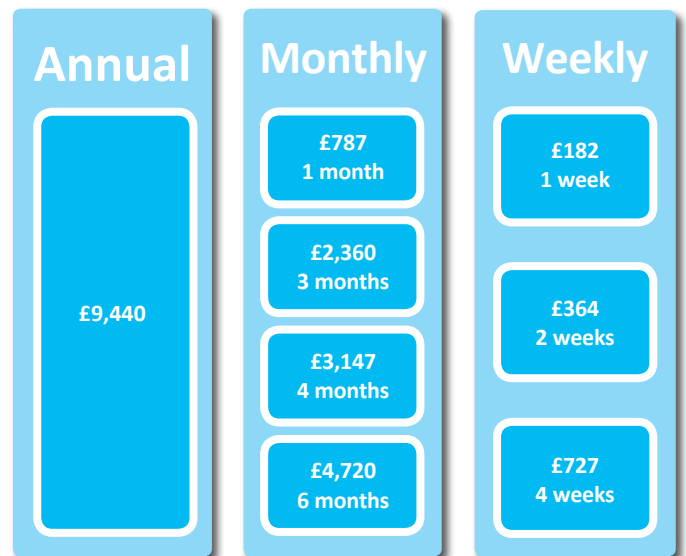 Annual
£9,440
Monthly
£787
1 month
£2,360
3 months
£3,147
4 months
£4,720
6 months
Weekly
£182
1 week
£364
2 weeks
£727
4 weeks